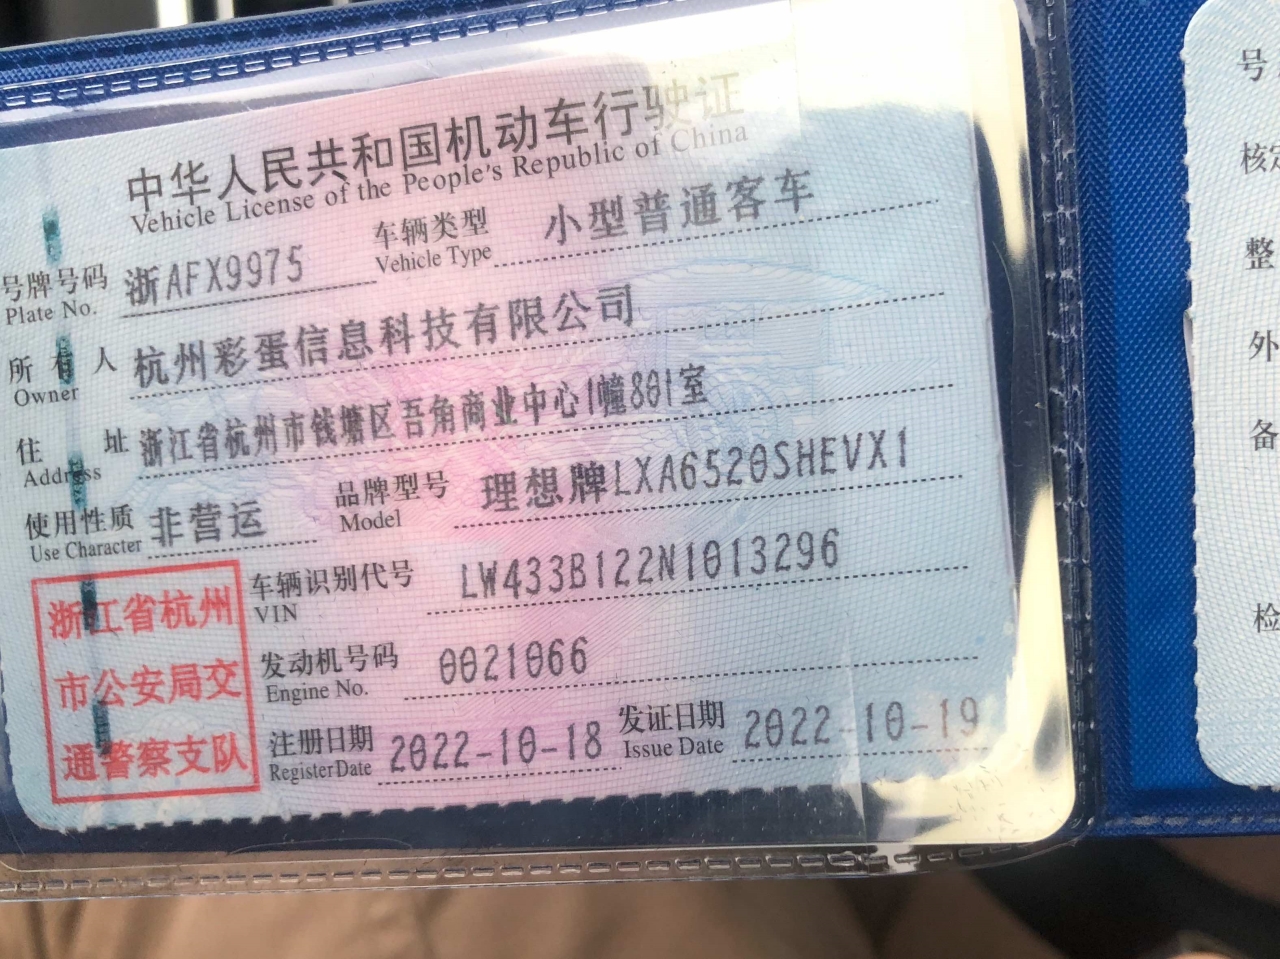 中华人民共和国机动车行驶证
Vehicle License of the People's Republic of China
号牌号码 浙AFX9975 车辆类型 小型普通客车
Plate No. Vehicle Type
所有人 杭州彩蛋信息科技有限公司
Owner
住址 浙江省杭州市钱塘区吾角商业中心1幢801室
Address
使用性质 非营运 品牌型号 理想牌LXA6520SHEVX1
Use Character Model
车辆识别代号 LW433B122N1013296
VIN
发动机号码 0021066
Engine No.
注册日期 2022-10-18 发证日期 2022-10-19
Register Date Issue Date
浙江省杭州
市公安局交
通警察支队
号
核定
整
外
备
检